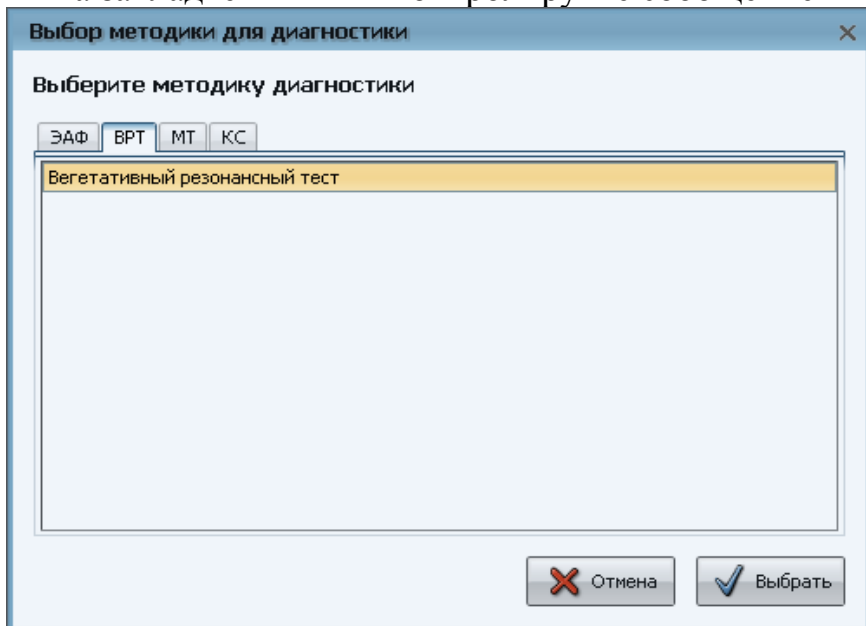 Выбор методики для диагностики
Выберите методику диагностики
ЭАФ ВРТ МТ КС
Вегетативный резонансный тест
Отмена Выбрать